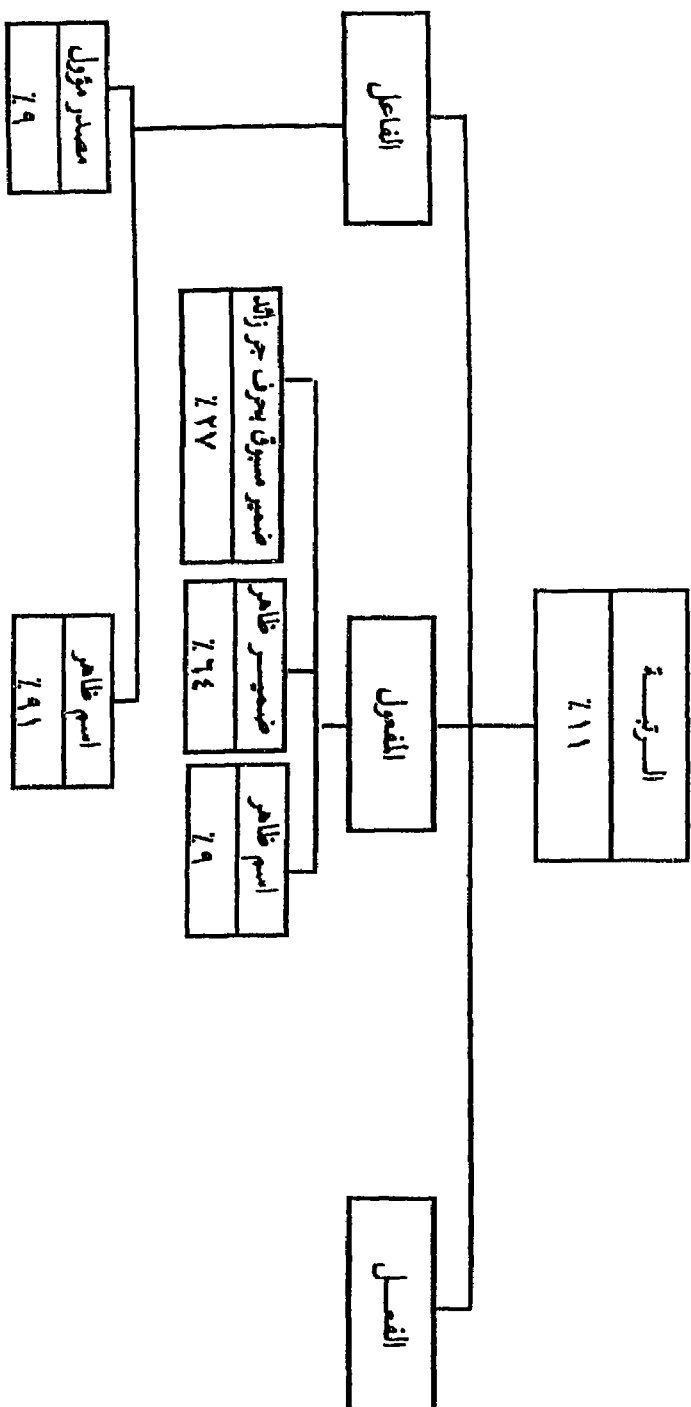 الرتبة
٪١١
الفعل
المفعول
الفاعل
اسم ظاهر
٪٩
ضمير ظاهر
٪٦٤
ضمير مسبوق بحرف جر زائد
٪٢٧
اسم ظاهر
٪٩١
مصدر مؤول
٪٩